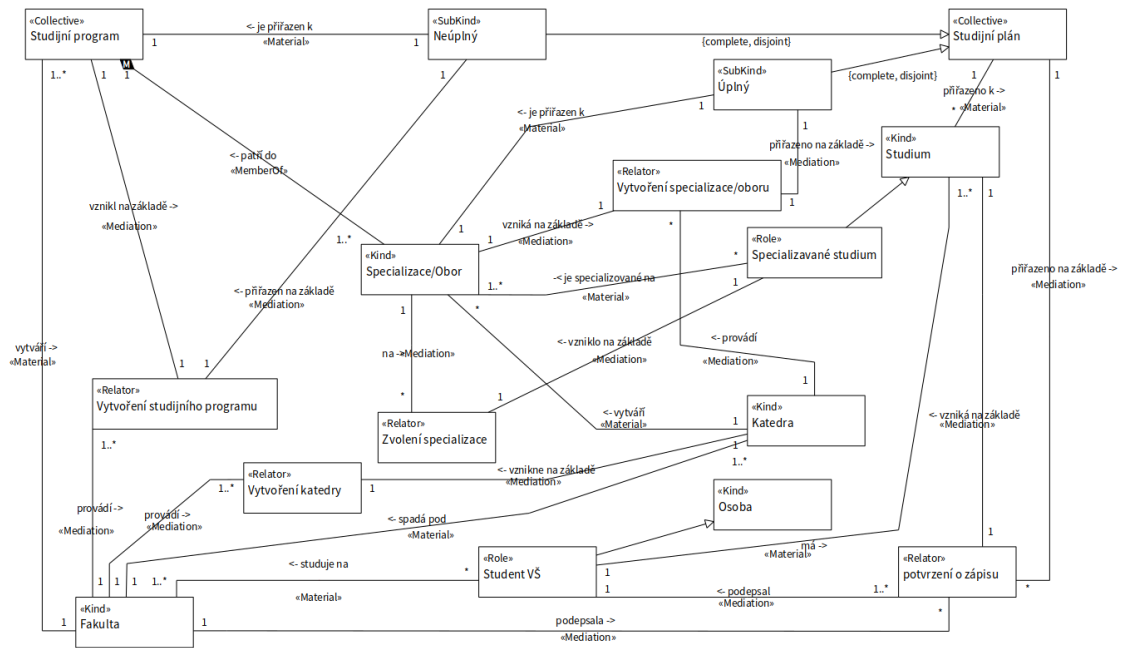 «Collective»
Studijní program
<- je přiřazen k
1
«Material»
1
«SubKind»
Neúplný
{complete, disjoint}
«Collective»
Studijní plán
M
1..*
1
1
1
«SubKind»
Úplný
{complete, disjoint}
1
1
přiřazeno k ->
* «Material»
<- je přiřazen k
«Material»
1
1
«Kind»
Studium
přiřazeno na základě ->
«Mediation»
<- patří do
«MemberOf»
«Relator»
Vytvoření specializace/oboru
1..*
1
vznikl na základě ->
«Mediation»
1
vzniká na základě ->
«Mediation»
1
1
*
1
1..*
«Kind»
Specializace/Obor
«Role»
Specializavané studium
*
-< je specializované na
«Material»
1..*
1
přiřazeno na základě ->
«Mediation»
<- přiřazen na základě
«Mediation»
1
*
<- provádí
«Mediation»
<- vzniklo na základě
«Mediation»
na ->
«Mediation»
*
vytváří ->
«Material»
1
1
1
*
1
«Relator»
Vytvoření studijního programu
«Relator»
Zvolení specializace
<- vytváří
«Material»
1
«Kind»
Katedra
<- vzniká na základě
«Mediation»
1..*
1
1..*
«Relator»
Vytvoření katedry
1..*
1
<- vznikne na základě
«Mediation»
«Kind»
Osoba
provádí ->
«Mediation»
provádí ->
«Mediation»
<- spadá pod
«Material»
1
má ->
«Material»
«Role»
Student VŠ
«Relator»
potvrzení o zápisu
<- studuje na
«Material»
*
1
1
<- podepsal
«Mediation»
1..*
*
1
1
1
1..*
«Kind»
Fakulta
1
1
podepsala ->
«Mediation»
*